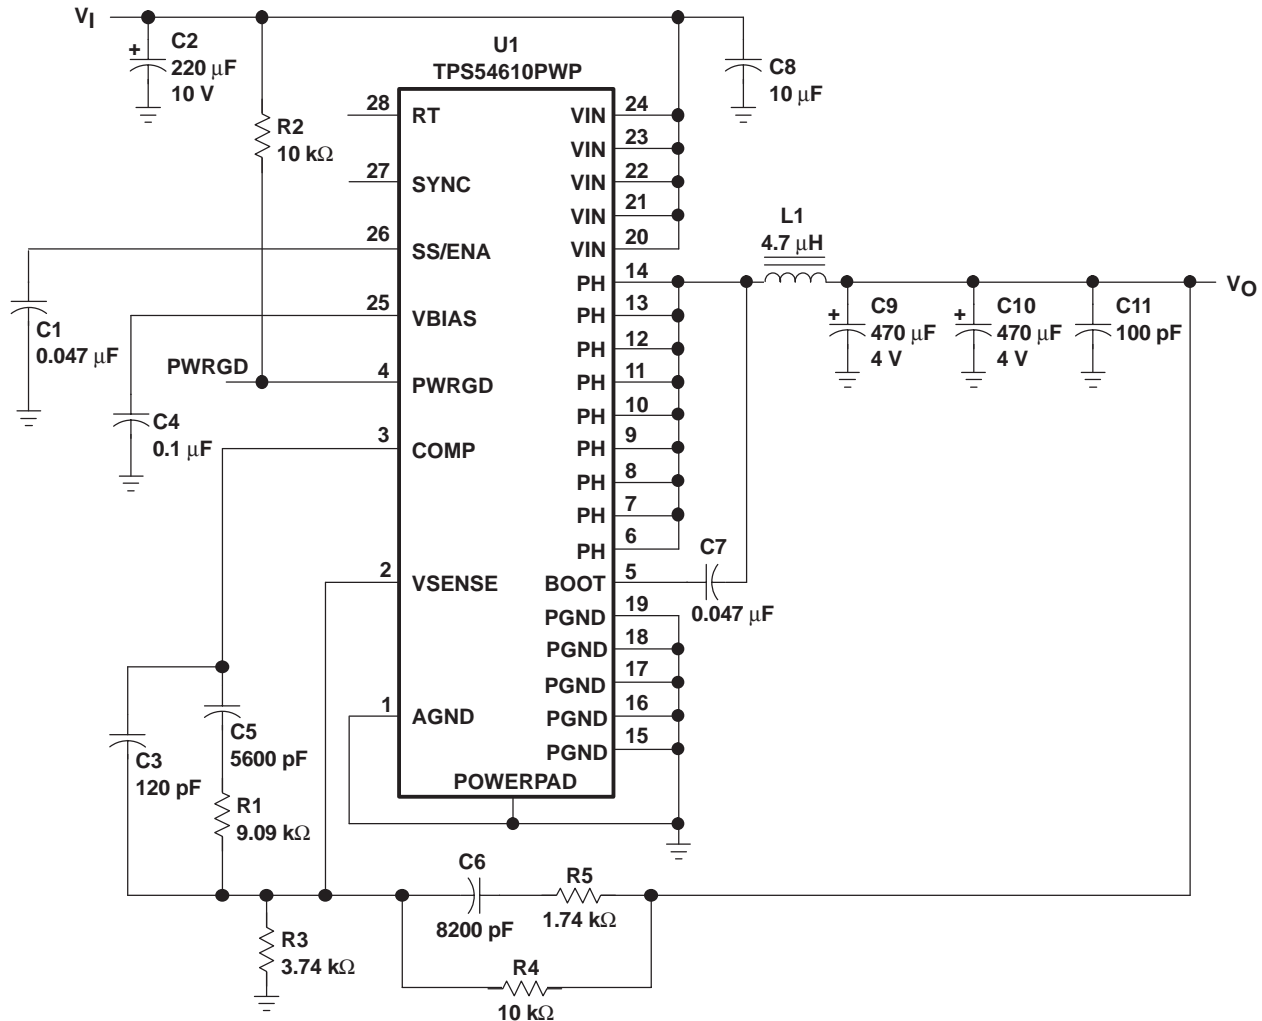 VI
C2
220 µF
10 V
R2
10 kΩ
U1
TPS54610PWP
C8
10 µF
28
RT
27
SYNC
26
SS/ENA
25
VBIAS
4
PWRGD
3
COMP
2
VSENSE
1
AGND
VIN
24
VIN
23
VIN
22
VIN
21
VIN
20
PH
14
PH
13
PH
12
PH
11
PH
10
PH
9
PH
8
PH
7
PH
6
BOOT
5
PGND
19
PGND
18
PGND
17
PGND
16
PGND
15
POWERPAD
L1
4.7 µH
VO
+
+
+
C9
470 µF
4 V
C10
470 µF
4 V
C11
100 pF
C1
0.047 µF
PWRGD
C4
0.1 µF
C7
0.047 µF
C3
120 pF
C5
5600 pF
R1
9.09 kΩ
C6
8200 pF
R5
1.74 kΩ
R3
3.74 kΩ
R4
10 kΩ